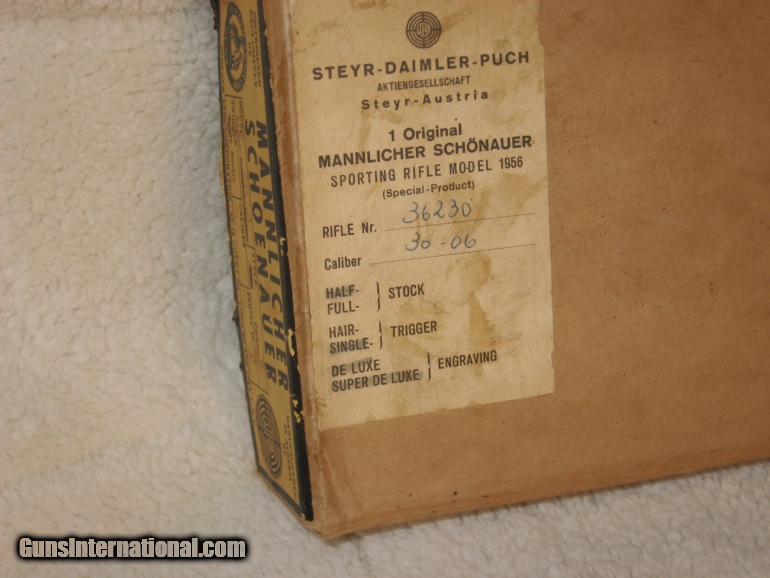 STEYR-DAIMLER-PUCH
AKTIENGESELLSCHAFT
Steyr-Austria
1 Original
MANNLICHER SCHÖNAUER
SPORTING RIFLE MODEL 1956
(Special-Product)
RIFLE Nr. 36230
Caliber 30-06
HALF-
FULL- } STOCK
HAIR-
SINGLE- } TRIGGER
DE LUXE
SUPER DE LUXE } ENGRAVING
MANNLICHER
SCHOENAUER
GunsInternational.com